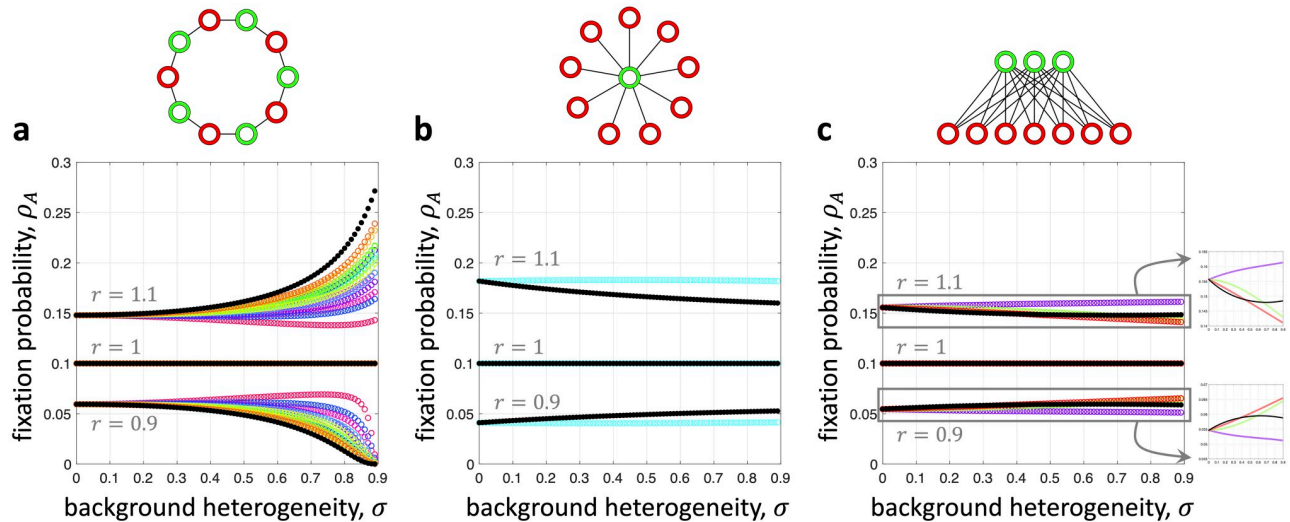 a
fixation probability, ρ_A
0.3
0.25
0.2
0.15
0.1
0.05
0
r = 1.1
r = 1
r = 0.9
0 0.1 0.2 0.3 0.4 0.5 0.6 0.7 0.8 0.9
background heterogeneity, σ
b
fixation probability, ρ_A
0.3
0.25
0.2
0.15
0.1
0.05
0
r = 1.1
r = 1
r = 0.9
0 0.1 0.2 0.3 0.4 0.5 0.6 0.7 0.8 0.9
background heterogeneity, σ
c
fixation probability, ρ_A
0.3
0.25
0.2
0.15
0.1
0.05
0
r = 1.1
r = 1
r = 0.9
0 0.1 0.2 0.3 0.4 0.5 0.6 0.7 0.8 0.9
background heterogeneity, σ